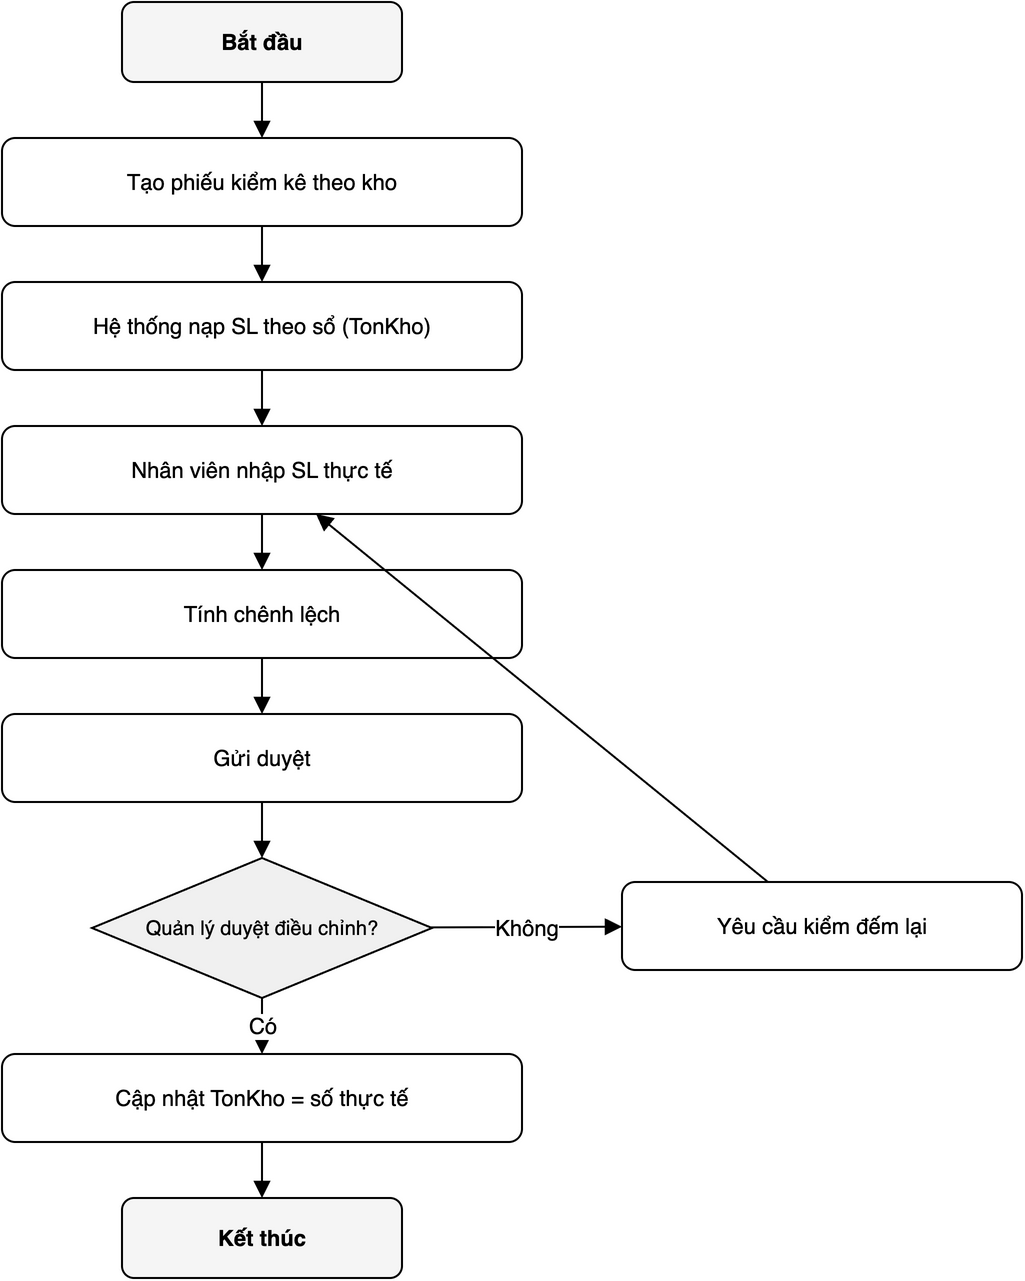 Bắt đầu
Tạo phiếu kiểm kê theo kho
Hệ thống nạp SL theo sổ (TonKho)
Nhân viên nhập SL thực tế
Tính chênh lệch
Gửi duyệt
Quản lý duyệt điều chỉnh?
Không
Yêu cầu kiểm đếm lại
Có
Cập nhật TonKho = số thực tế
Kết thúc